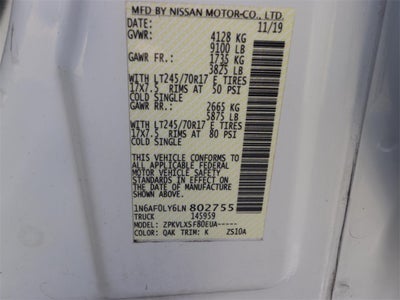 MFD BY NISSAN MOTOR-CO., LTD.
11/19
GVWR: 4128 KG
9100 LB
GAWR FR: 1735 KG
3825 LB
WITH LT245/70R17 E TIRES
17X7.5 RIMS AT 50 PSI
COLD SINGLE
GAWR RR: 2665 KG
5875 LB
WITH LT245/70R17 E TIRES
17X7.5 RIMS AT 80 PSI
COLD SINGLE
THIS VEHICLE CONFORMS
TO ALL APPLICABLE FEDERAL
MOTOR VEHICLE SAFETY
STANDARDS IN EFFECT ON THE
DATE OF MANUFACTURE SHOWN
ABOVE.
1N6AF0LY6LN 802755
TRUCK 145959
MODEL: ZPKVLX5F80EUA-----
COLOR: QAK TRIM: K ZS10A